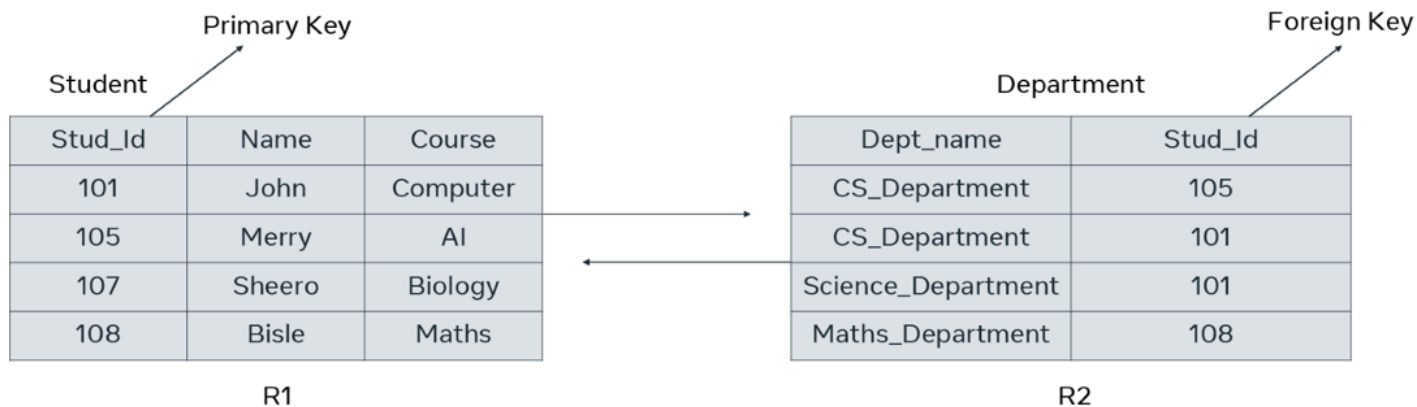 Primary Key
Foreign Key
Student
Department
Stud_Id Name Course
101 John Computer
105 Merry AI
107 Sheero Biology
108 Bisle Maths
R1
Dept_name Stud_Id
CS_Department 105
CS_Department 101
Science_Department 101
Maths_Department 108
R2